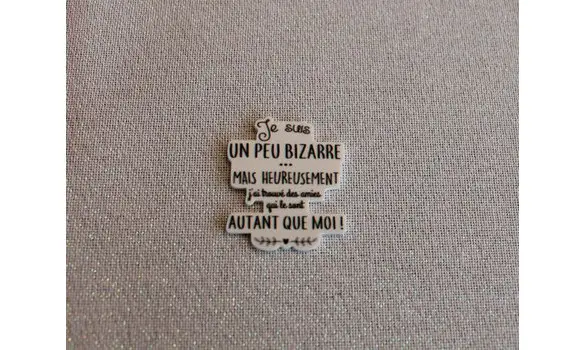 Je suis
UN PEU BIZARRE
...
MAIS HEUREUSEMENT
j'ai trouvé des amies
qui le sont
AUTANT QUE MOI !